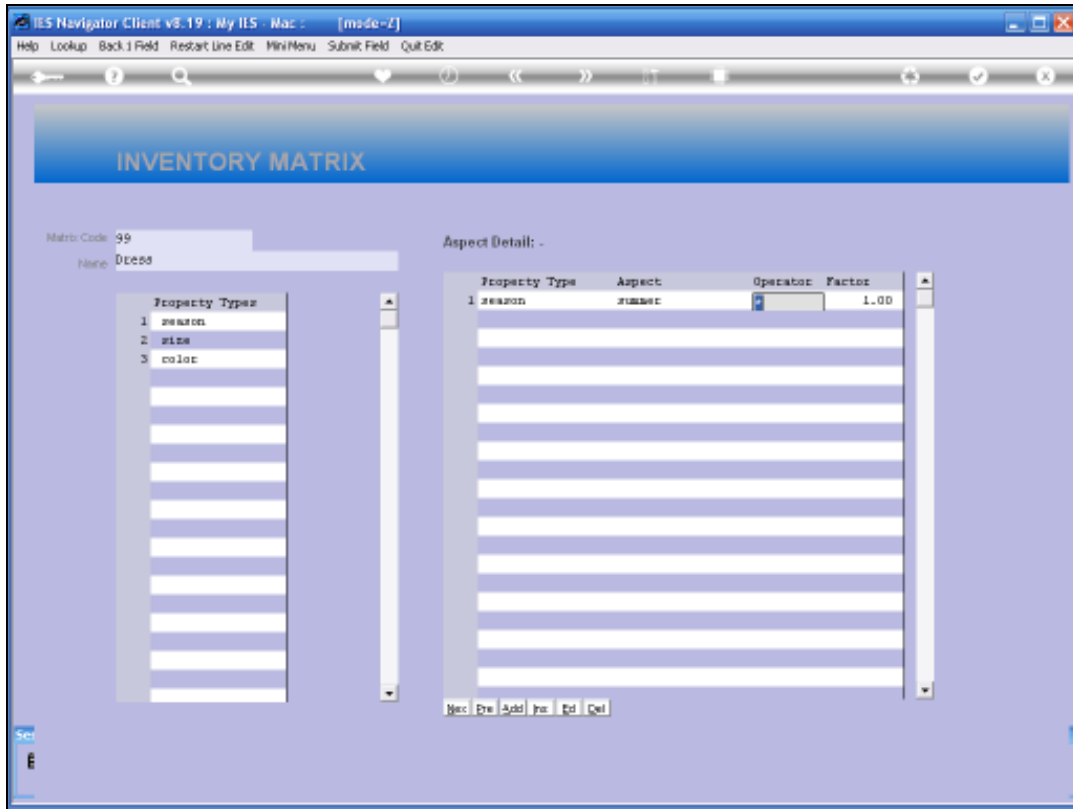 IES Navigator Client v8.19 : My IES - Mac : [mode=Z]
Help Lookup Back 1 Field Restart Line Edit MiniMenu Submit Field Quit Edit
INVENTORY MATRIX
Matrix Code 99
Name Dress
Aspect Detail: -
Property Types
1 season
2 size
3 color
Property Type Aspect Operator Factor
1 season summer * 1.00
Nex Pre Add Ins Ed Del